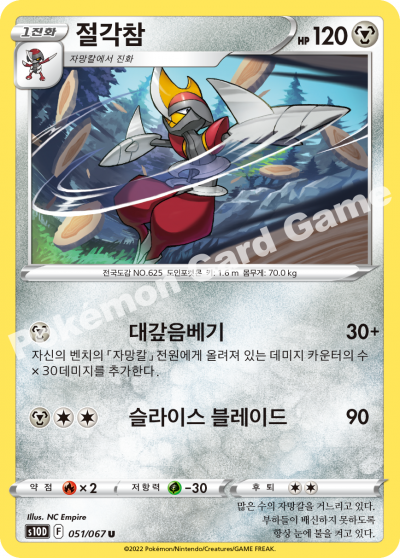 1진화
절각참
HP 120
자망칼에서 진화
Pokémon Card Game
전국도감 NO.625 도인포켓몬 키: 1.6 m 몸무게: 70.0 kg
대갚음베기 30+
자신의 벤치의 「자망칼」 전원에게 올려져 있는 데미지 카운터의 수
× 30데미지를 추가한다.
슬라이스 블레이드 90
약점 ×2 저항력 -30 후퇴
Illus. NC Empire
s10D F 051/067 U
많은 수의 자망칼을 거느리고 있다.
부하들이 배신하지 못하도록
항상 눈에 불을 켜고 있다.
©2022 Pokémon/Nintendo/Creatures/GAME FREAK.